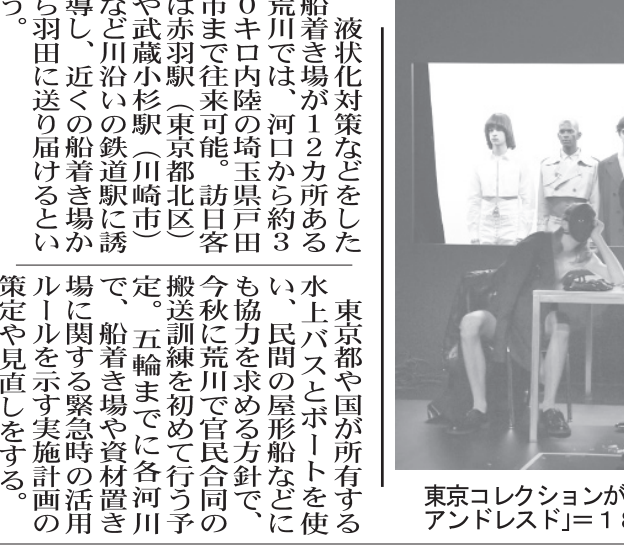 液状化対策などをした
船着き場が12カ所ある
荒川では、河口から約3
0キロ内陸の埼玉県戸田
市まで往来可能。訪日客
は赤羽駅（東京都北区）
や武蔵小杉駅（川崎市）
など川沿いの鉄道駅に誘
導し、近くの船着き場か
ら羽田に送り届けるとい
う。
東京都や国が所有する
水上バスとボートを使
い、民間の屋形船などに
も協力を求める方針で、
今秋に荒川で官民合同の
搬送訓練を初めて行う予
定。五輪までに各河川
で、船着き場や資材置き
場に関する緊急時の活用
ルールを示す実施計画の
策定や見直しをする。
東京コレクションが
アンドレスド」＝18